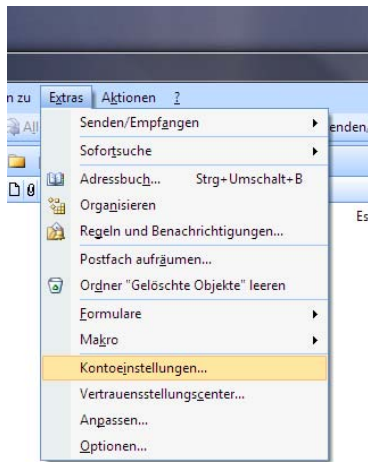 n zu Extras Aktionen ?
All
Senden/Empfangen
enden,
Sofortsuche
Adressbuch... Strg+Umschalt+B
Organisieren
Es
Regeln und Benachrichtigungen...
Postfach aufräumen...
Ordner "Gelöschte Objekte" leeren
Formulare
Makro
Kontoeinstellungen...
Vertrauensstellungscenter...
Anpassen...
Optionen...